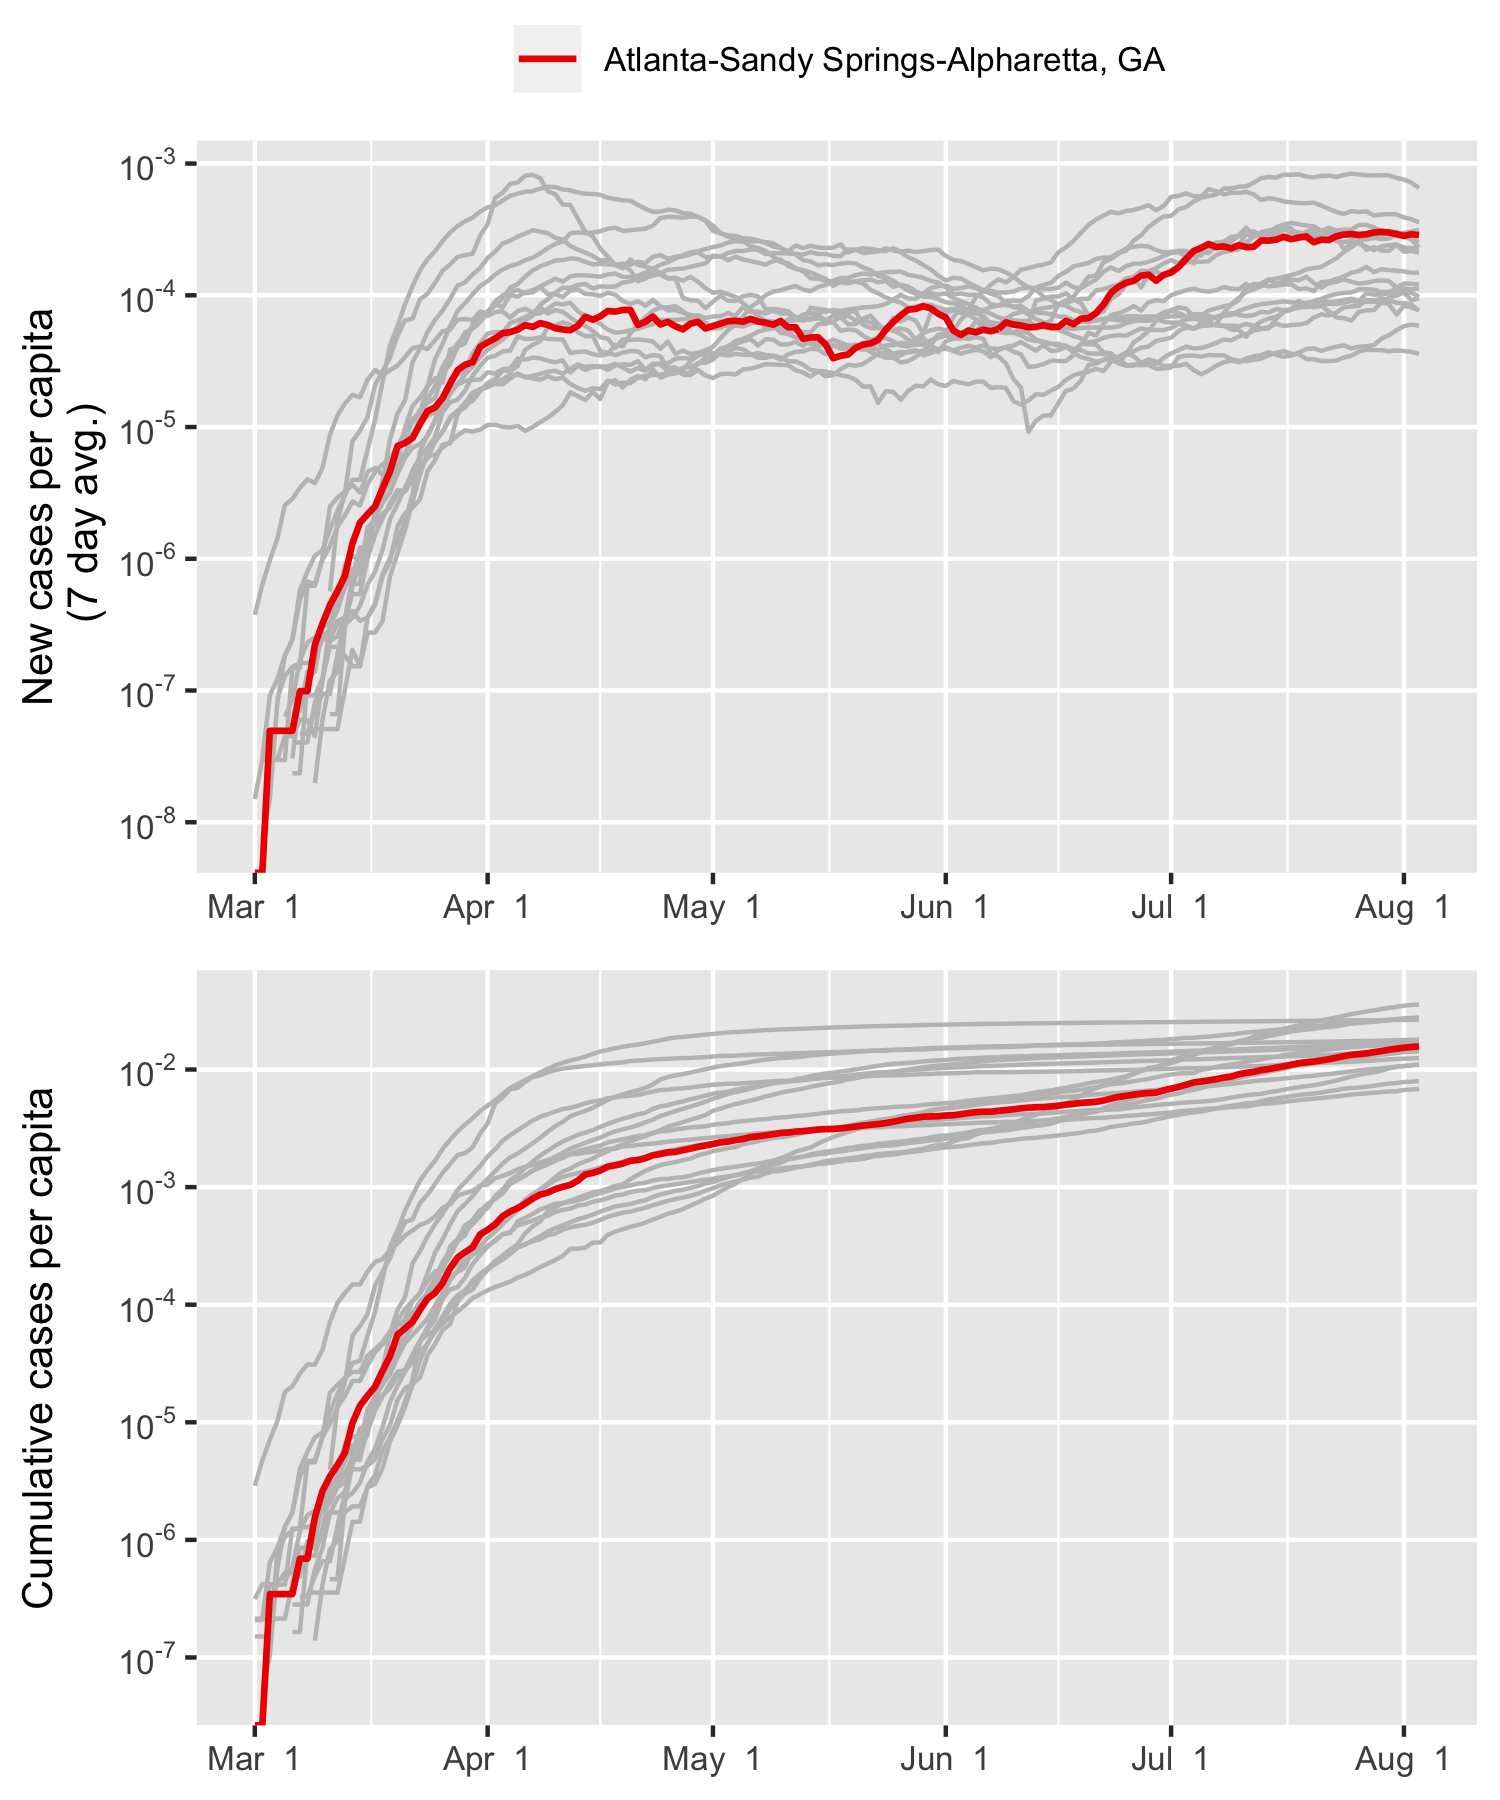 Atlanta-Sandy Springs-Alpharetta, GA
New cases per capita
(7 day avg.)
10⁻³
10⁻⁴
10⁻⁵
10⁻⁶
10⁻⁷
10⁻⁸
Mar 1 Apr 1 May 1 Jun 1 Jul 1 Aug 1
Cumulative cases per capita
10⁻²
10⁻³
10⁻⁴
10⁻⁵
10⁻⁶
10⁻⁷
Mar 1 Apr 1 May 1 Jun 1 Jul 1 Aug 1